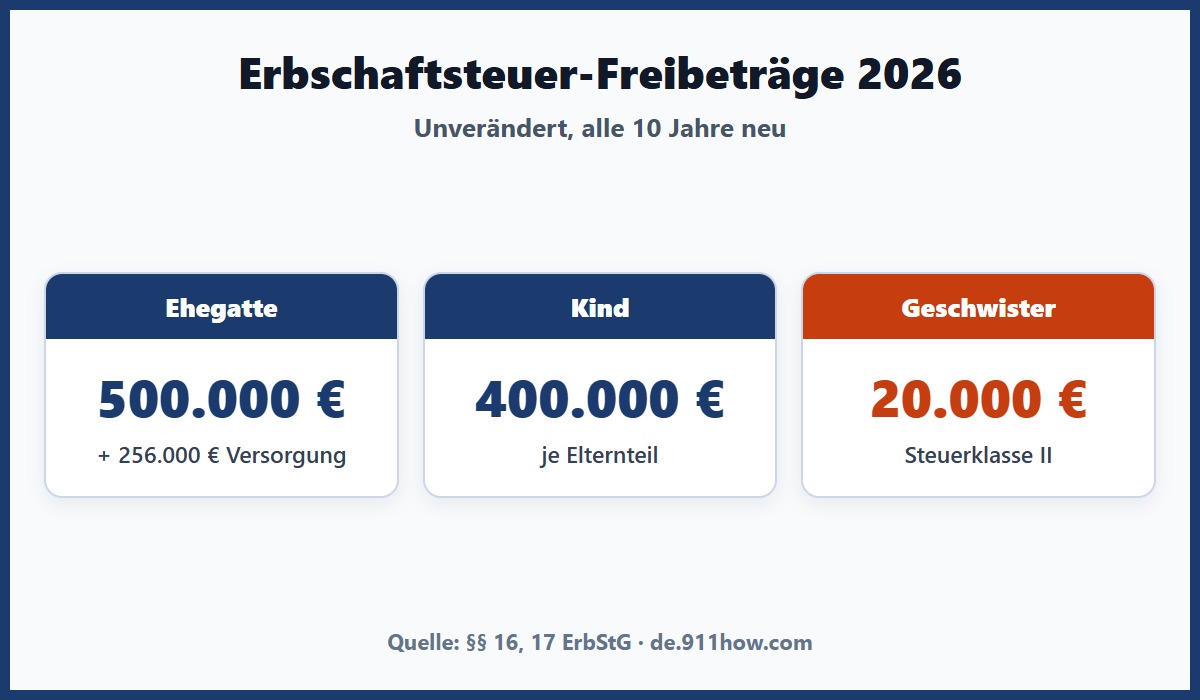 Erbschaftsteuer-Freibeträge 2026
Unverändert, alle 10 Jahre neu
Ehegatte
500.000 €
+ 256.000 € Versorgung
Kind
400.000 €
je Elternteil
Geschwister
20.000 €
Steuerklasse II
Quelle: §§ 16, 17 ErbStG · de.911how.com